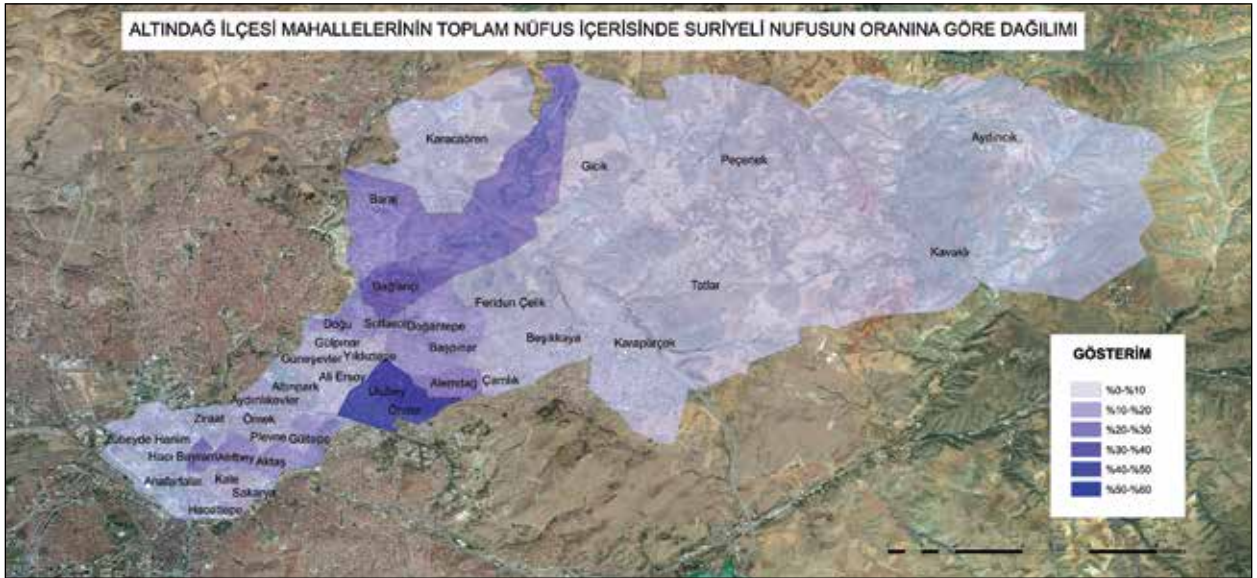 ALTINDAĞ İLÇESİ MAHALLELERİNİN TOPLAM NÜFUS İÇERİSİNDE SURİYELİ NUFUSUN ORANINA GÖRE DAĞILIMI
Karacaören
Aydıncık
Gicik
Peçenek
Baraj
Kavaklı
Tatlar
Feridun Çelik
Doğu
Doğantepe
Gülpınar
Başpınar
Beşikkaya
Karapürçek
Güneşevler
Yıldıztepe
Ali Ersoy
Ulubey
Alemdağ
Çamlık
Altınpark
Aydınlıkevler
Önder
Ziraat
Örnek
Zübeyde Hanım
Plevne
Gültepe
Hacı Bayram
Aktaş
Anafartalar
Kale
Sakarya
Hacettepe
GÖSTERİM
%0-%10
%10-%20
%20-%30
%30-%40
%40-%50
%50-%60